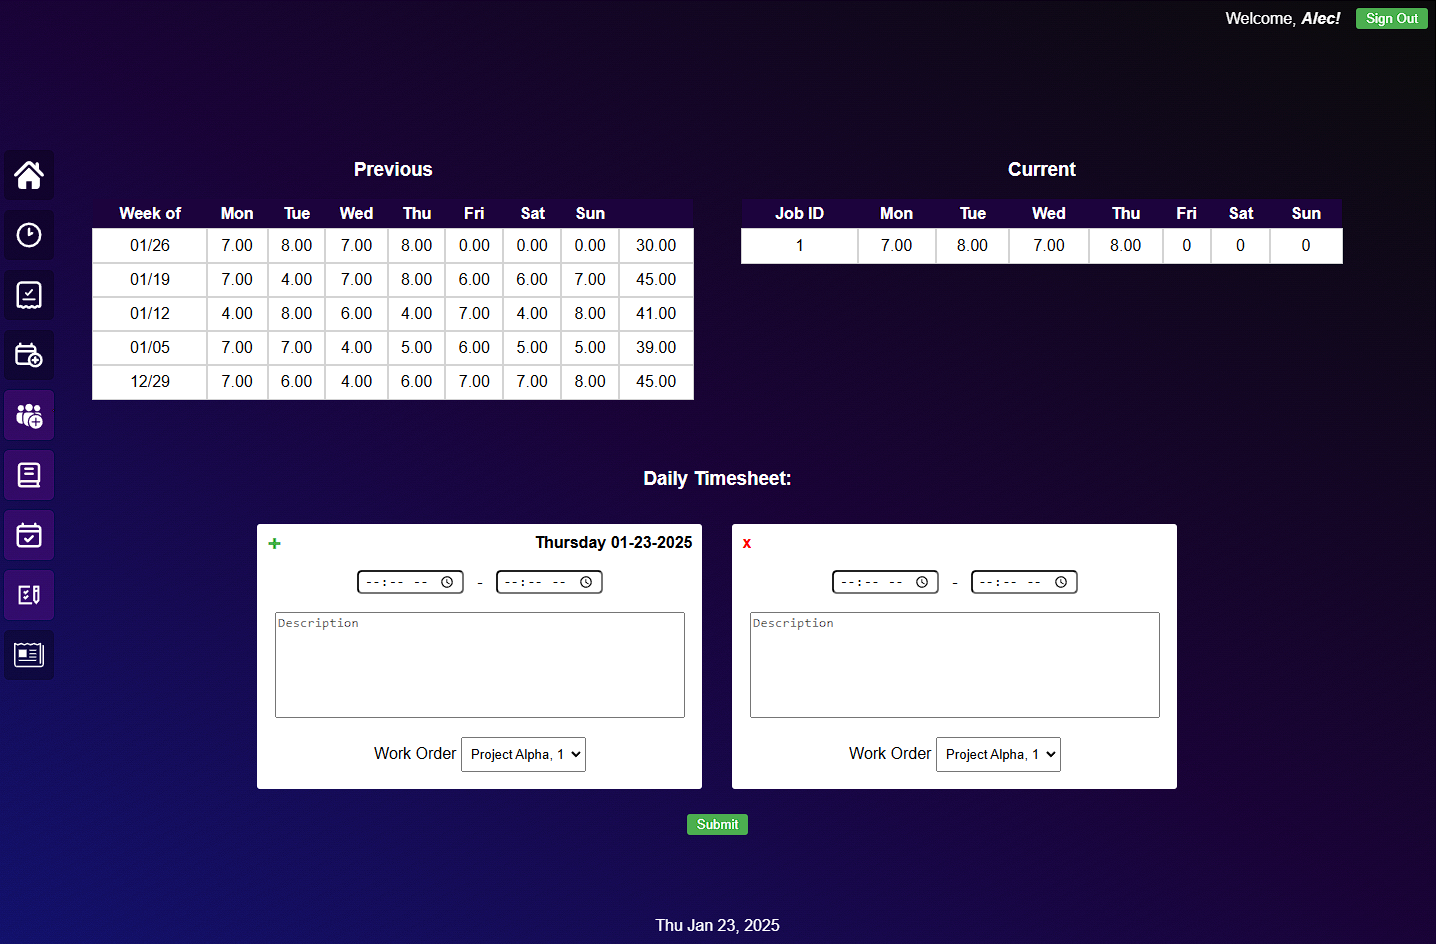 Welcome, Alec! Sign Out
Previous
Week of Mon Tue Wed Thu Fri Sat Sun
01/26 7.00 8.00 7.00 8.00 0.00 0.00 0.00 30.00
01/19 7.00 4.00 7.00 8.00 6.00 6.00 7.00 45.00
01/12 4.00 8.00 6.00 4.00 7.00 4.00 8.00 41.00
01/05 7.00 7.00 4.00 5.00 6.00 5.00 5.00 39.00
12/29 7.00 6.00 4.00 6.00 7.00 7.00 8.00 45.00
Current
Job ID Mon Tue Wed Thu Fri Sat Sun
1 7.00 8.00 7.00 8.00 0 0 0
Daily Timesheet:
+ Thursday 01-23-2025
--:-- -- - --:-- --
Description
Work Order Project Alpha, 1
x
--:-- -- - --:-- --
Description
Work Order Project Alpha, 1
Submit
Thu Jan 23, 2025